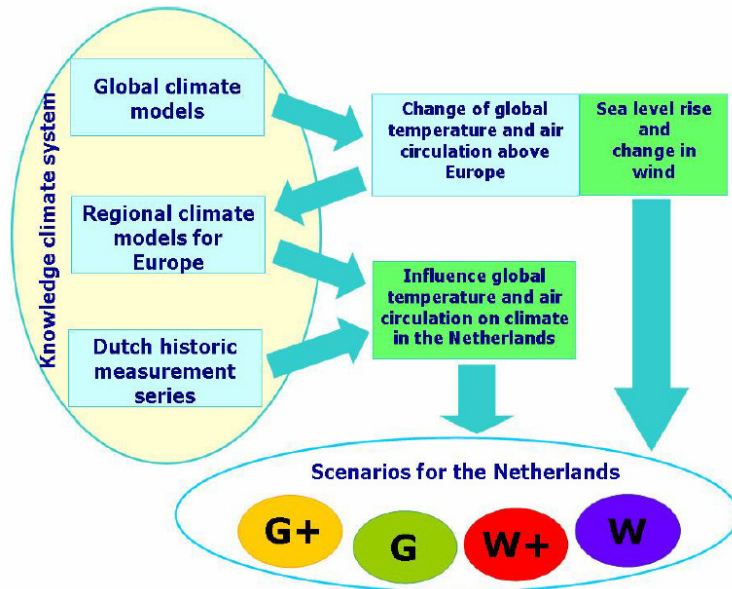 Knowledge climate system
Global climate
models
Change of global
temperature and air
circulation above
Europe
Sea level rise
and
change in
wind
Regional climate
models for
Europe
Influence global
temperature and air
circulation on climate
in the Netherlands
Dutch historic
measurement
series
Scenarios for the Netherlands
G+
G
W+
W